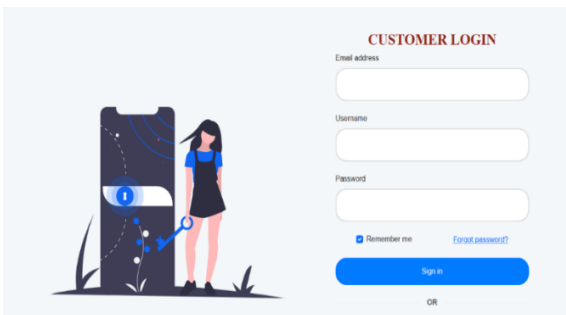 CUSTOMER LOGIN
Email address
Username
Password
Remember me Forgot password?
Sign in
OR